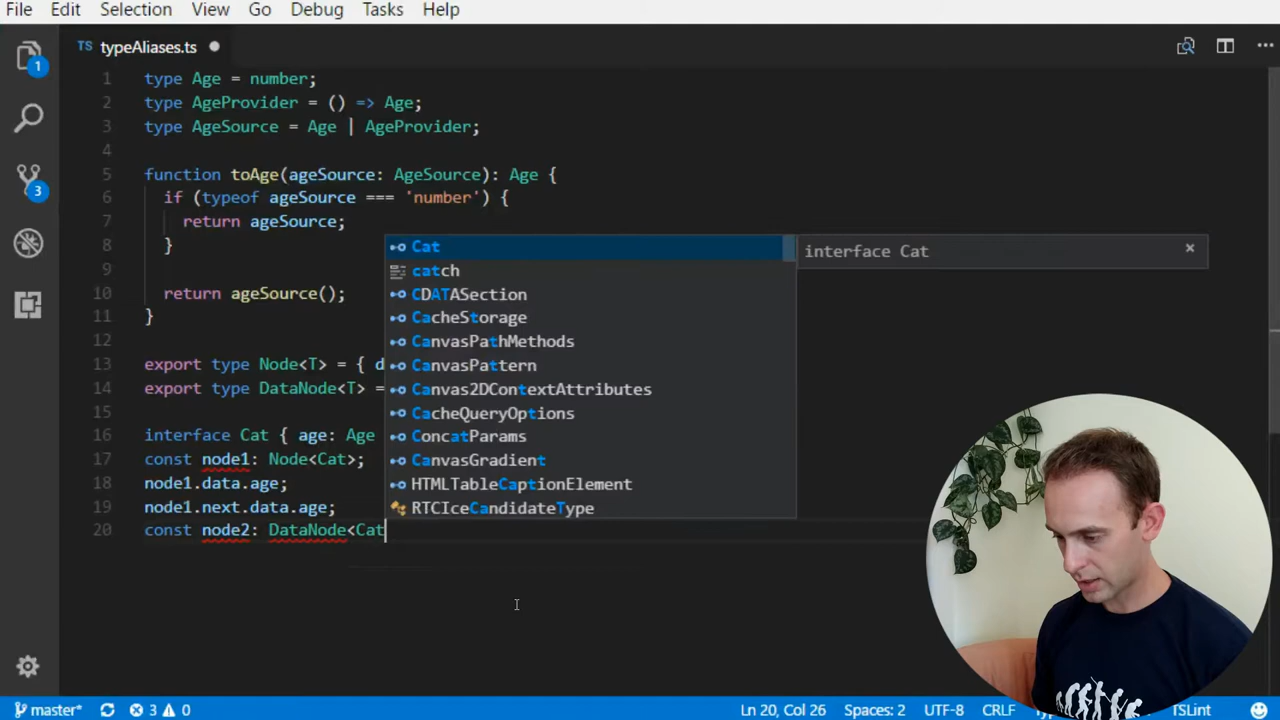 File Edit Selection View Go Debug Tasks Help
TS typeAliases.ts
1 type Age = number;
2 type AgeProvider = () => Age;
3 type AgeSource = Age | AgeProvider;
4
5 function toAge(ageSource: AgeSource): Age {
6 if (typeof ageSource === 'number') {
7 return ageSource;
8 }
9
10 return ageSource();
11 }
12
13 export type Node<T> = { d
14 export type DataNode<T> =
15
16 interface Cat { age: Age
17 const node1: Node<Cat>;
18 node1.data.age;
19 node1.next.data.age;
20 const node2: DataNode<Cat
Cat
catch
CDATASection
CacheStorage
CanvasPathMethods
CanvasPattern
Canvas2DContextAttributes
CacheQueryOptions
ConcatParams
CanvasGradient
HTMLTableCaptionElement
RTCIceCandidateType
interface Cat
1
3
master* 3 0 Ln 20, Col 26 Spaces: 2 UTF-8 CRLF TSLint